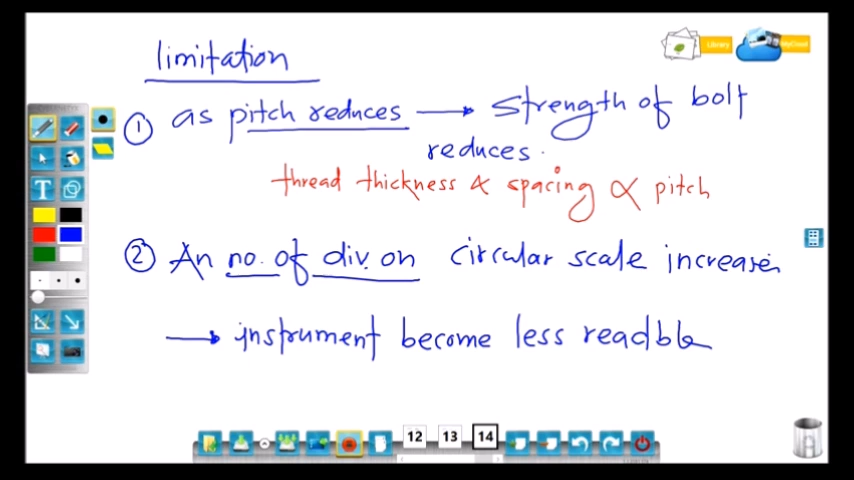 limitation
① as pitch reduces → strength of bolt
reduces.
thread thickness & spacing ∝ pitch
② An no. of div. on circular scale increases
→ instrument become less readble
Library
MyCloud
T
12 13 14